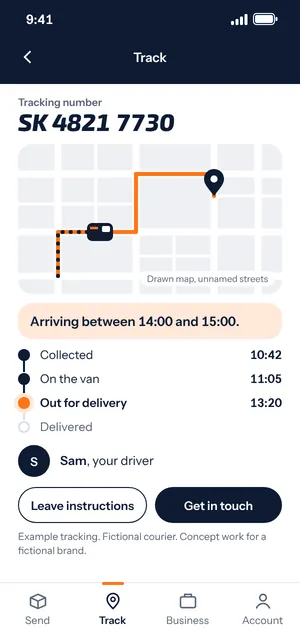 9:41
Track
Tracking number
SK 4821 7730
Drawn map, unnamed streets
Arriving between 14:00 and 15:00.
Collected 10:42
On the van 11:05
Out for delivery 13:20
Delivered
S Sam, your driver
Leave instructions Get in touch
Example tracking. Fictional courier. Concept work for a
fictional brand.
Send Track Business Account